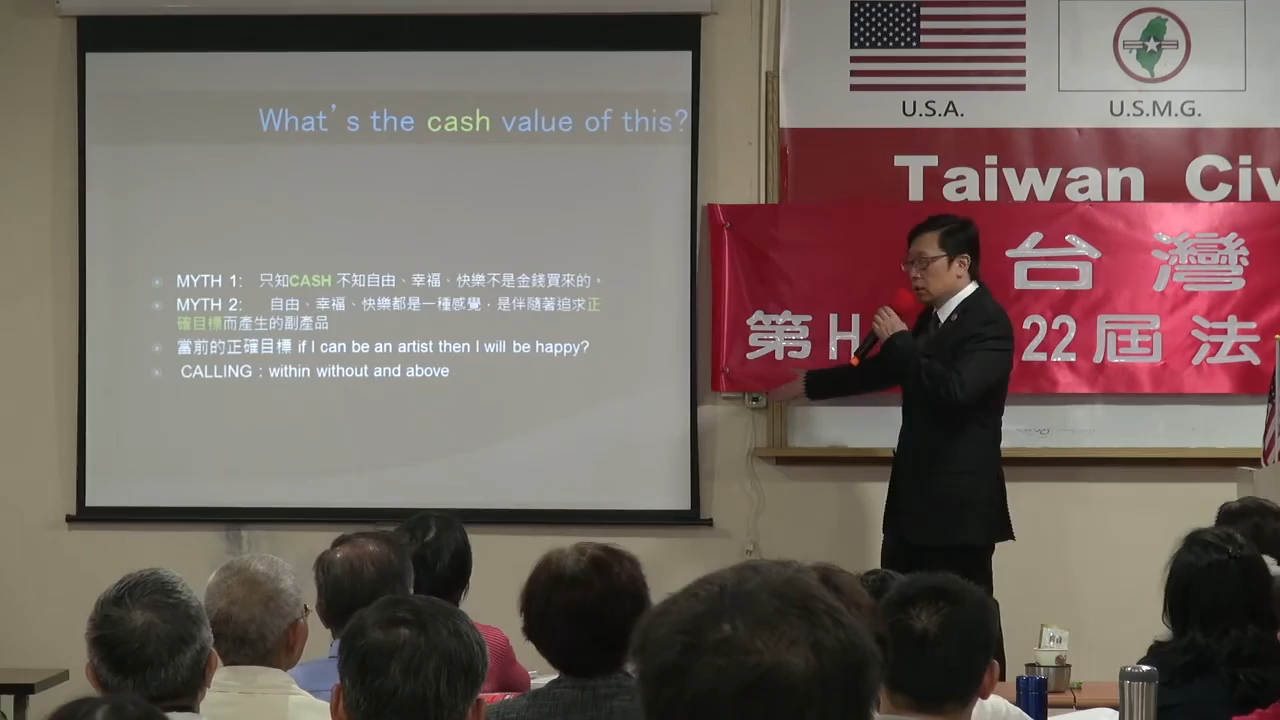 What's the cash value of this?
MYTH 1: 只知CASH 不知自由、幸福、快樂不是金錢買來的。
MYTH 2: 自由、幸福、快樂都是一種感覺，是伴隨著追求正
確目標而產生的副產品
當前的正確目標 if I can be an artist then I will be happy?
CALLING : within without and above
U.S.A.
U.S.M.G.
Taiwan Civ
台灣
第H 22屆法